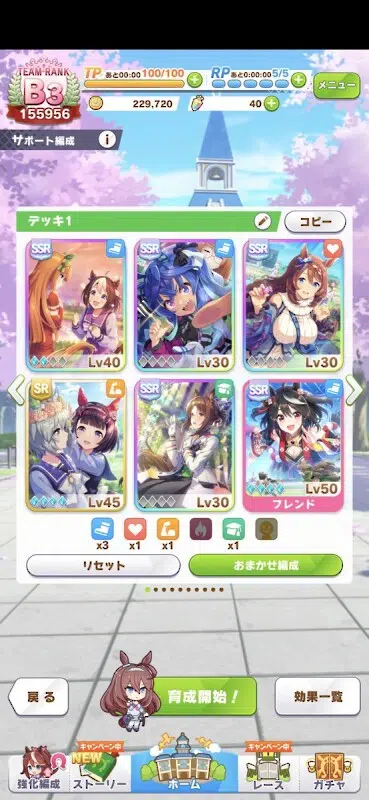 TEAM RANK
B3
155956
TP あと00:00 100/100
RP あと0:00:00 5/5
メニュー
229,720
40
サポート編成 i
デッキ1
コピー
SSR
SSR
SSR
Lv40
Lv30
Lv30
SR
SSR
SSR
Lv45
Lv30
Lv50
フレンド
x3
x1
x1
x1
リセット
おまかせ編成
戻る
育成開始!
効果一覧
キャンペーン中
キャンペーン中
NEW
強化編成
ストーリー
ホーム
レース
ガチャ